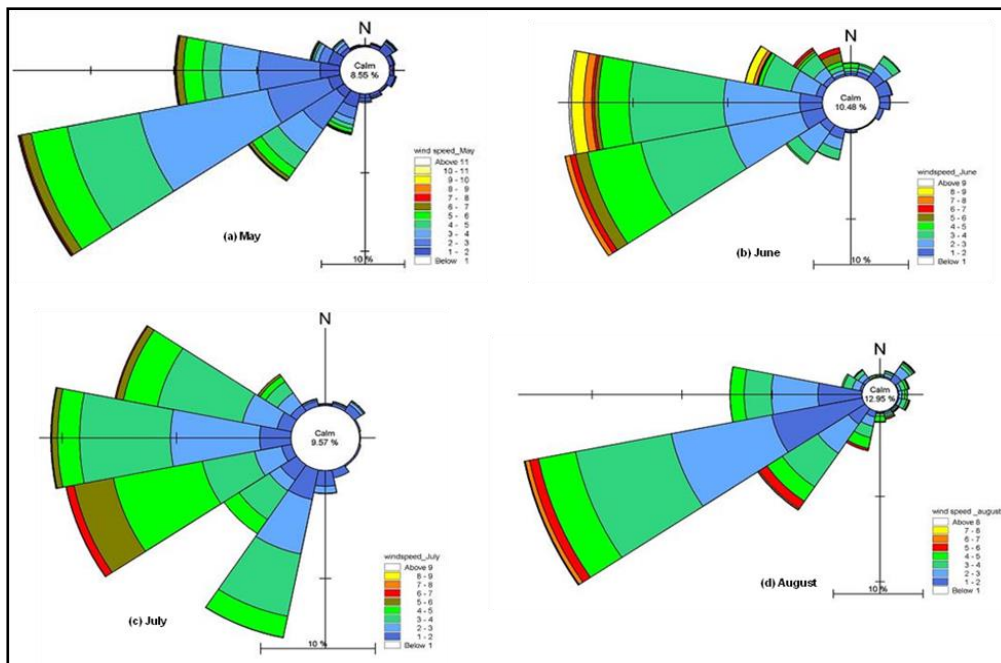 N
Calm
8.55 %
wind speed_May
Above 11
10 - 11
9 - 10
8 - 9
7 - 8
6 - 7
5 - 6
4 - 5
3 - 4
2 - 3
1 - 2
Below 1
(a) May
10 %
N
Calm
10.48 %
windspeed_June
Above 9
8 - 9
7 - 8
6 - 7
5 - 6
4 - 5
3 - 4
2 - 3
1 - 2
Below 1
(b) June
10 %
N
Calm
9.57 %
windspeed_July
Above 9
8 - 9
7 - 8
6 - 7
5 - 6
4 - 5
3 - 4
2 - 3
1 - 2
Below 1
(c) July
10 %
N
Calm
12.95 %
wind speed _august
Above 8
7 - 8
6 - 7
5 - 6
4 - 5
3 - 4
2 - 3
1 - 2
Below 1
(d) August
10 %